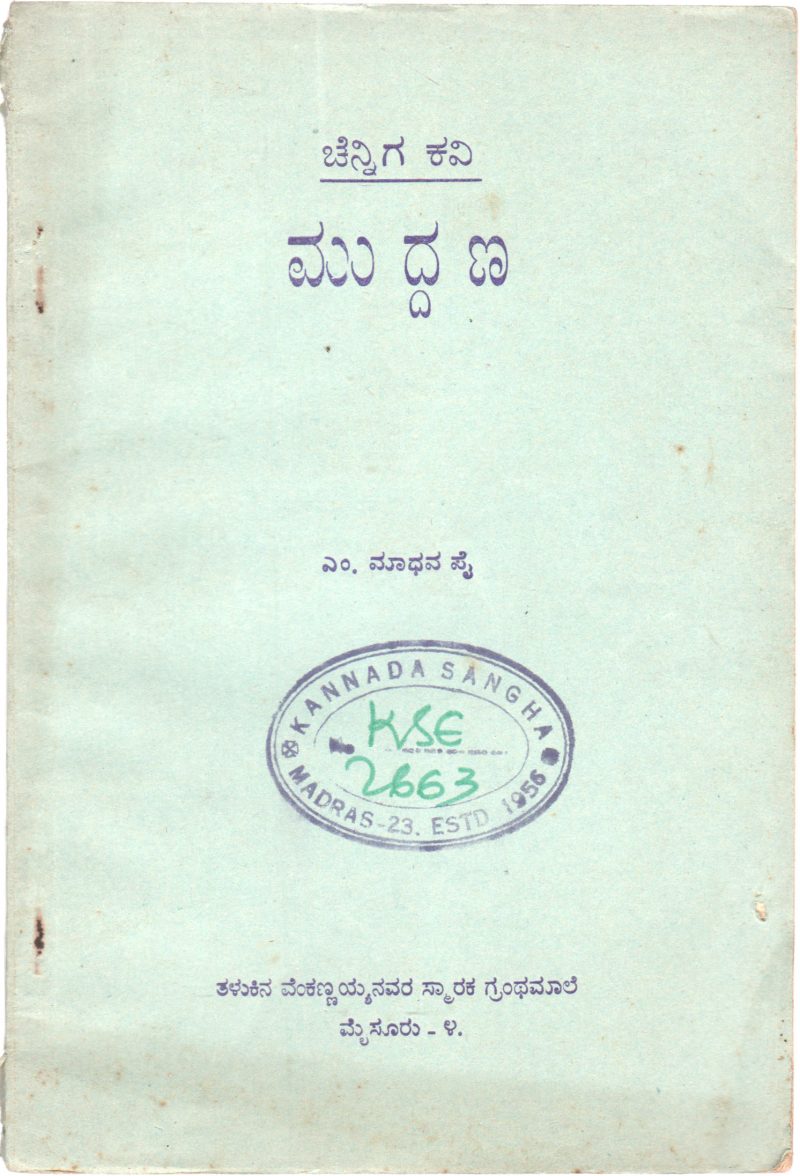 ಚೆನ್ನಿಗ ಕವಿ
ಮುದ್ದಣ
ಎಂ. ಮಾಧವ ಪೈ
KANNADA SANGHA
KSE
2663
MADRAS-23. ESTD 1956
ತಳುಕಿನ ವೆಂಕಣ್ಣಯ್ಯನವರ ಸ್ಮಾರಕ ಗ್ರಂಥಮಾಲೆ
ಮೈಸೂರು - ೪.